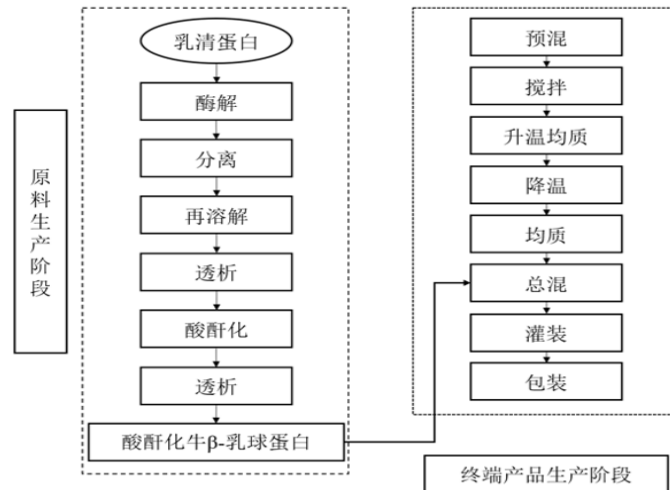 原料生产阶段
乳清蛋白
酶解
分离
再溶解
透析
酸酐化
透析
酸酐化牛β-乳球蛋白
预混
搅拌
升温均质
降温
均质
总混
灌装
包装
终端产品生产阶段